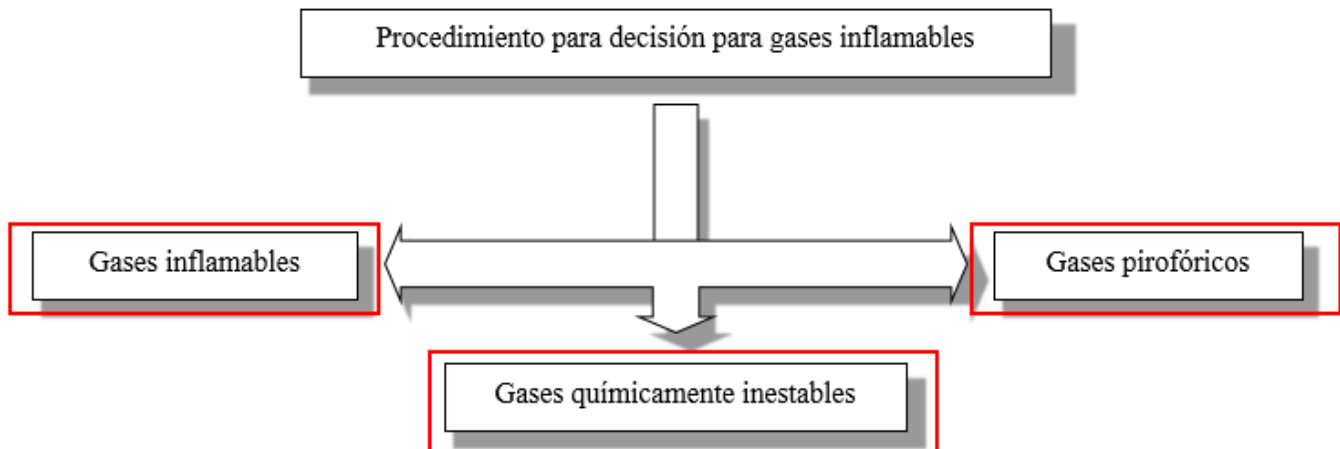 Procedimiento para decisión para gases inflamables
Gases inflamables
Gases pirofóricos
Gases químicamente inestables